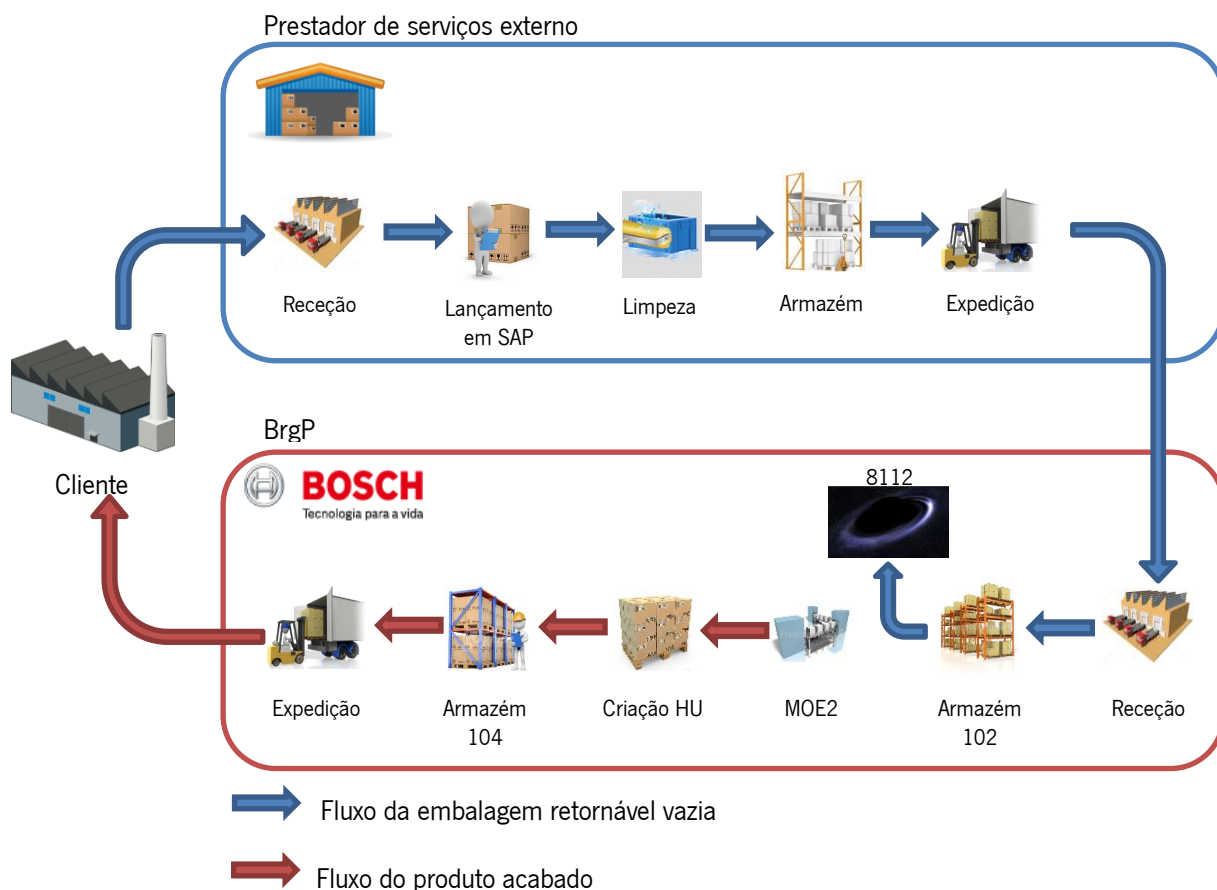 Prestador de serviços externo
Receção
Lançamento
em SAP
Limpeza
Armazém
Expedição
Cliente
BrgP
BOSCH
Tecnologia para a vida
8112
Expedição
Armazém
104
Criação HU
MOE2
Armazém
102
Receção
Fluxo da embalagem retornável vazia
Fluxo do produto acabado